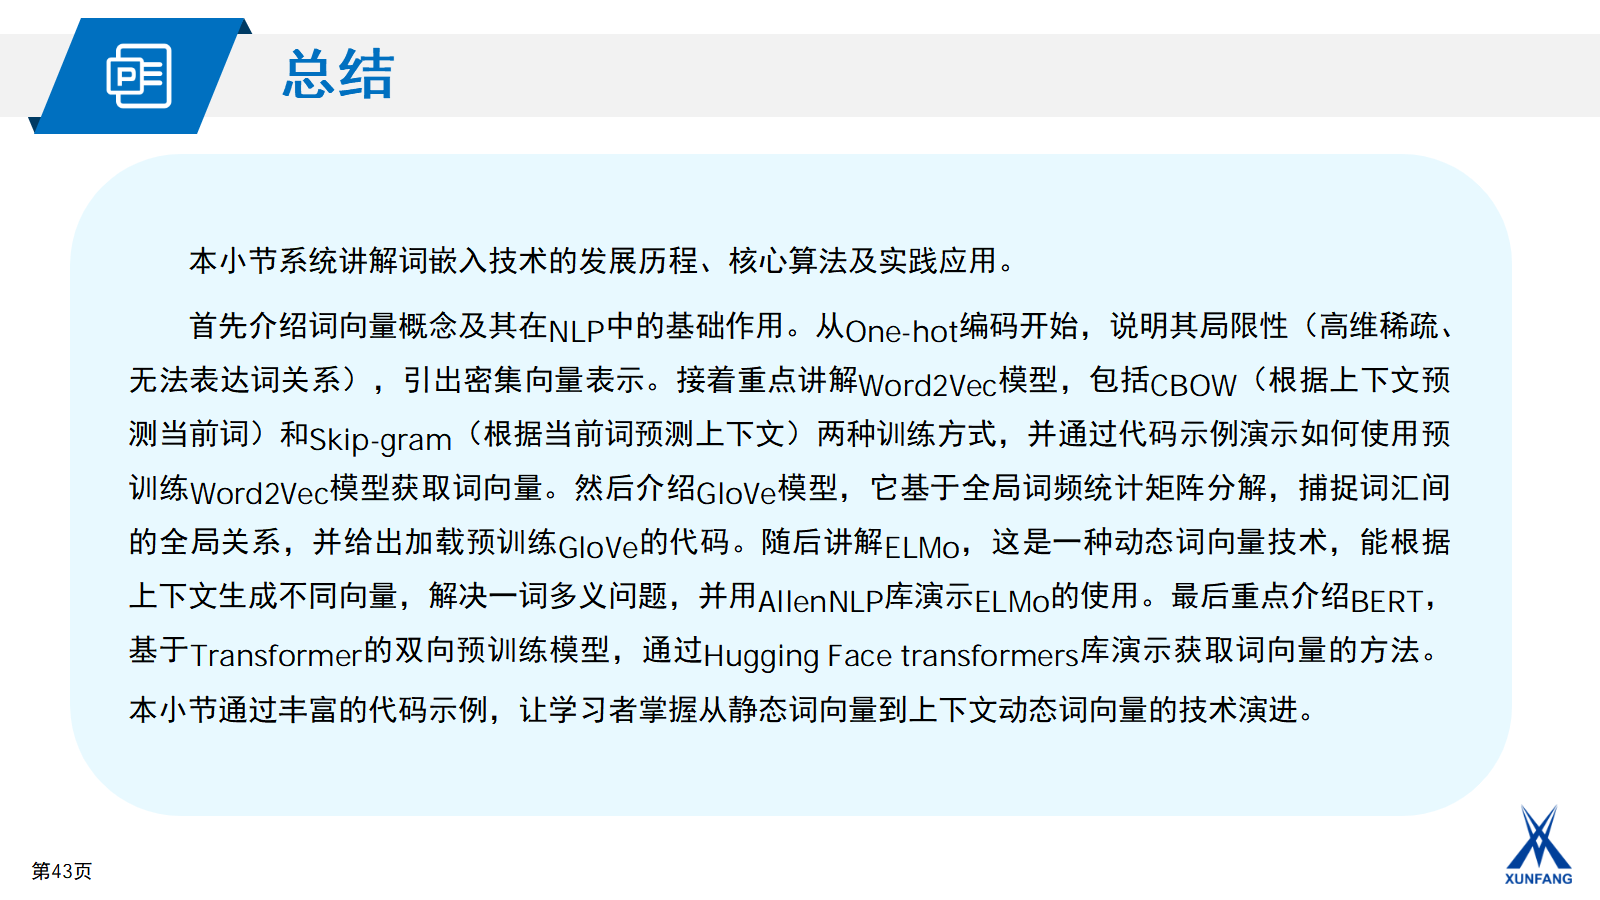 总结
本小节系统讲解词嵌入技术的发展历程、核心算法及实践应用。
首先介绍词向量概念及其在NLP中的基础作用。从One-hot编码开始，说明其局限性（高维稀疏、
无法表达词关系），引出密集向量表示。接着重点讲解Word2Vec模型，包括CBOW（根据上下文预
测当前词）和Skip-gram（根据当前词预测上下文）两种训练方式，并通过代码示例演示如何使用预
训练Word2Vec模型获取词向量。然后介绍GloVe模型，它基于全局词频统计矩阵分解，捕捉词汇间
的全局关系，并给出加载预训练GloVe的代码。随后讲解ELMo，这是一种动态词向量技术，能根据
上下文生成不同向量，解决一词多义问题，并用AllenNLP库演示ELMo的使用。最后重点介绍BERT，
基于Transformer的双向预训练模型，通过Hugging Face transformers库演示获取词向量的方法。
本小节通过丰富的代码示例，让学习者掌握从静态词向量到上下文动态词向量的技术演进。
第43页
XUNFANG